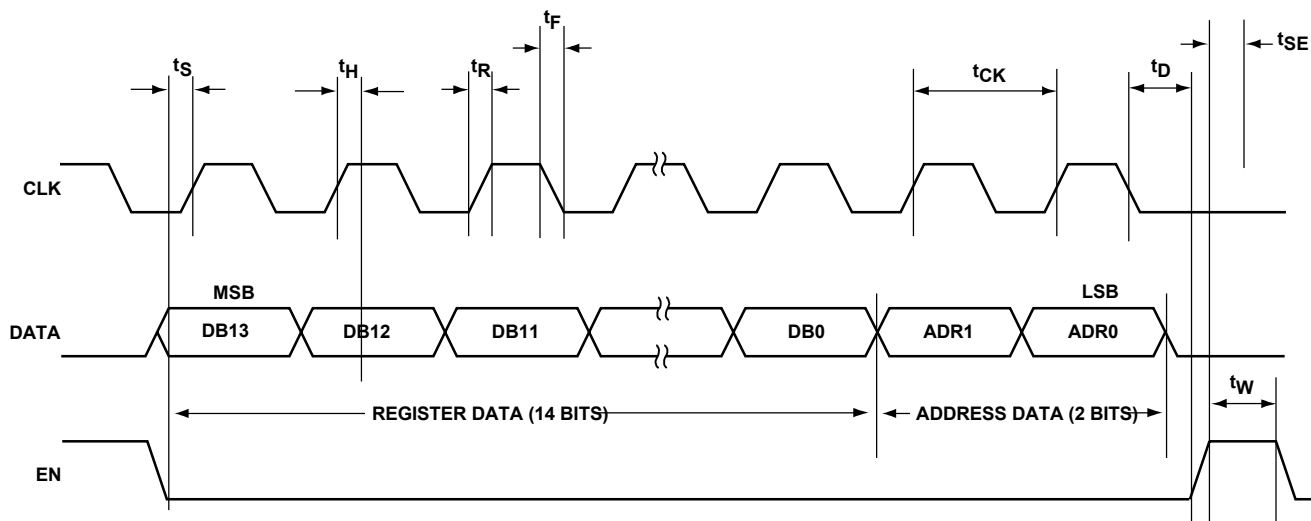 tS
tH
tR
tF
tCK
tD
tSE
CLK
MSB
LSB
DATA
DB13
DB12
DB11
DB0
ADR1
ADR0
tW
REGISTER DATA (14 BITS)
ADDRESS DATA (2 BITS)
EN